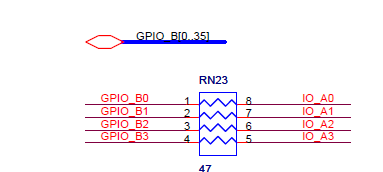 GPIO_B[0..35]
RN23
GPIO_B0 1 8 IO_A0
GPIO_B1 2 7 IO_A1
GPIO_B2 3 6 IO_A2
GPIO_B3 4 5 IO_A3
47